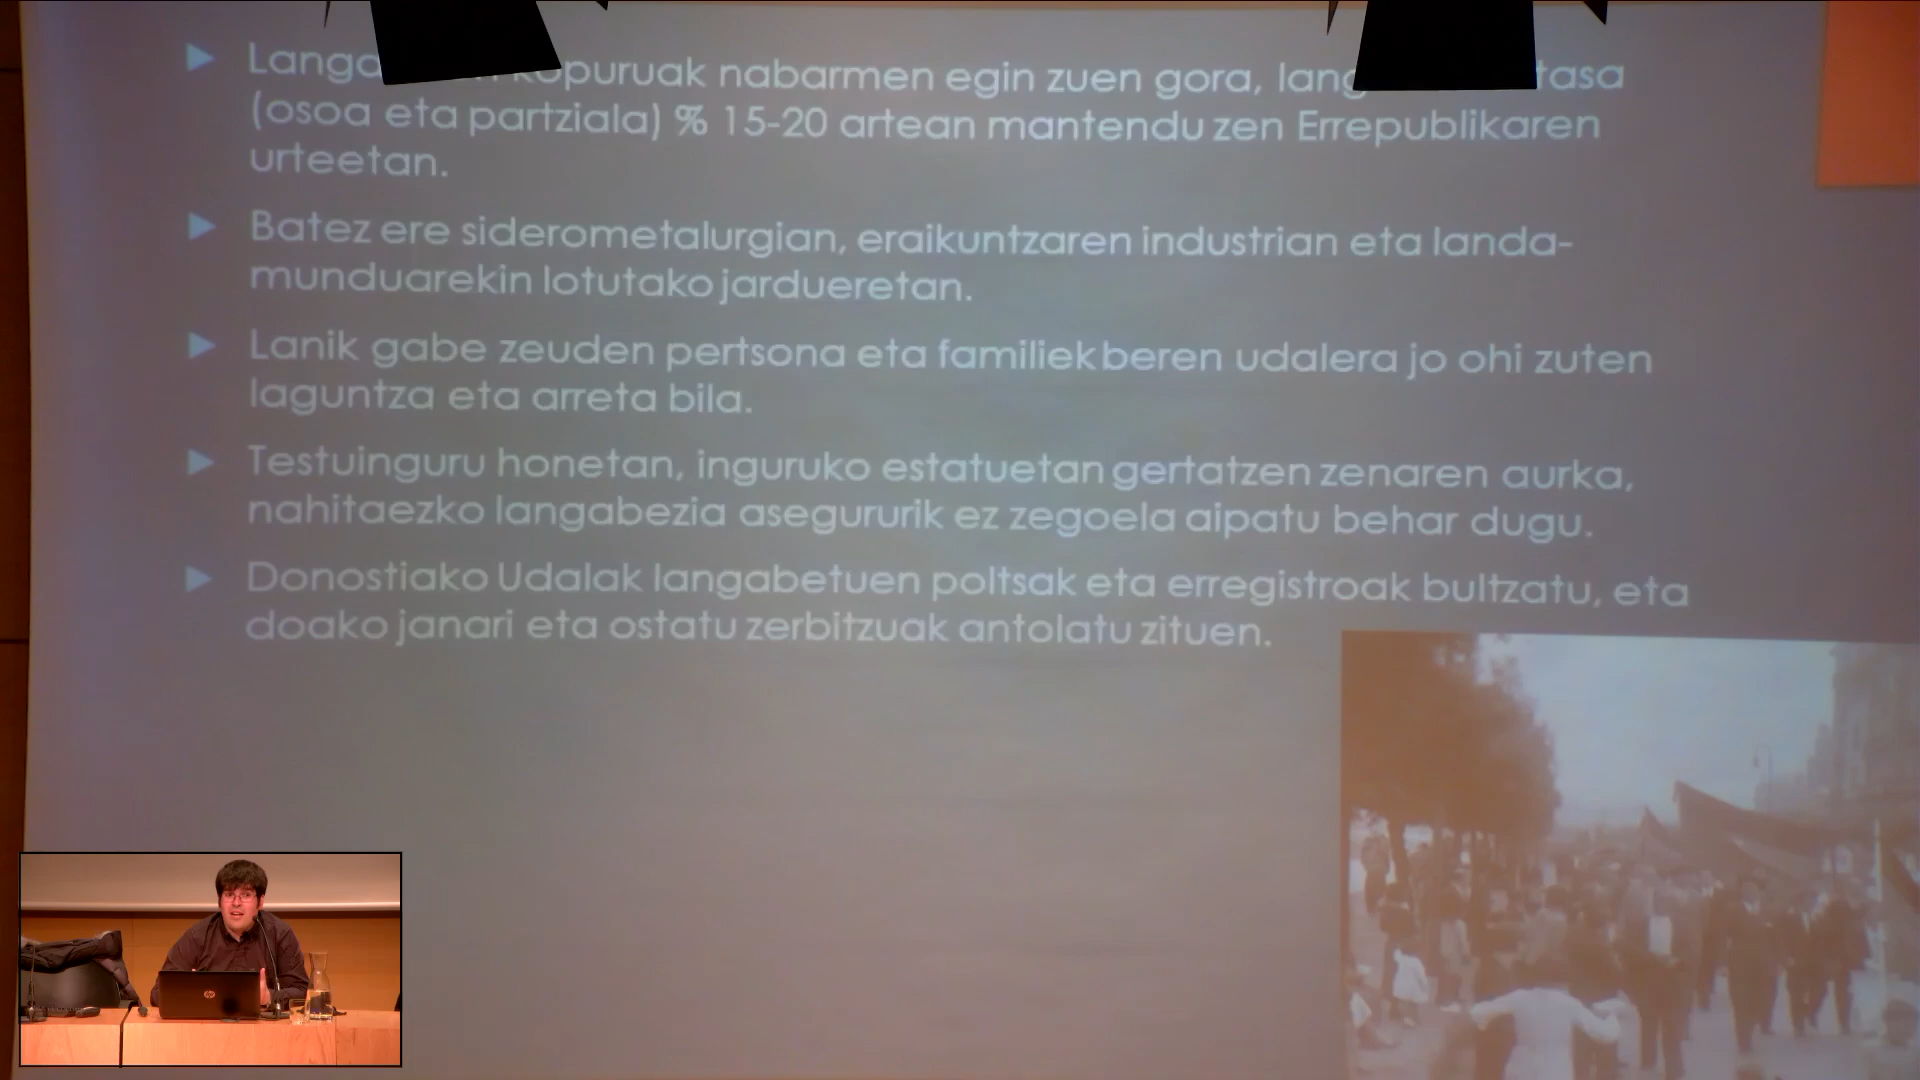 nabarmen egin zuen gora, tasa
(osoa eta partziala) % 15-20 artean mantendu zen Errepublikaren
urteetan.
Batez ere siderometalurgian, eraikuntzaren industrian eta landa-
munduarekin lotutako jardueretan.
Lanik gabe zeuden pertsona eta familiek beren udalera jo ohi zuten
laguntza eta arreta bila.
Testuinguru honetan, inguruko estatuetan gertatzen zenaren aurka,
nahitaezko langabezia asegururik ez zegoela aipatu behar dugu.
Donostiako Udalak langabetuen poltsak eta erregistroak bultzatu, eta
doako janari eta ostatu zerbitzuak antolatu zituen.
hp